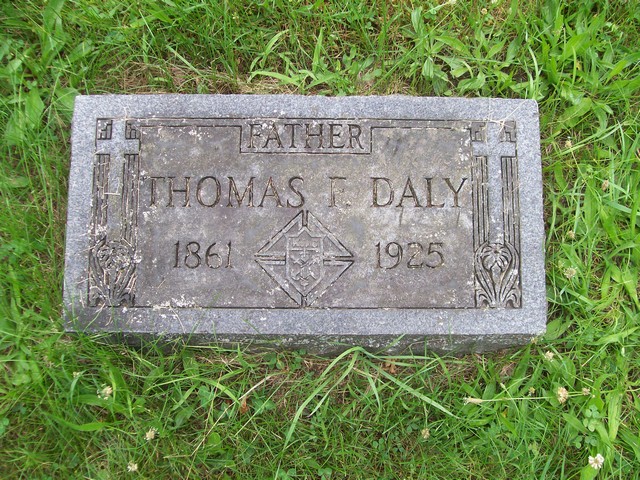 FATHER
THOMAS F. DALY
1861 1925